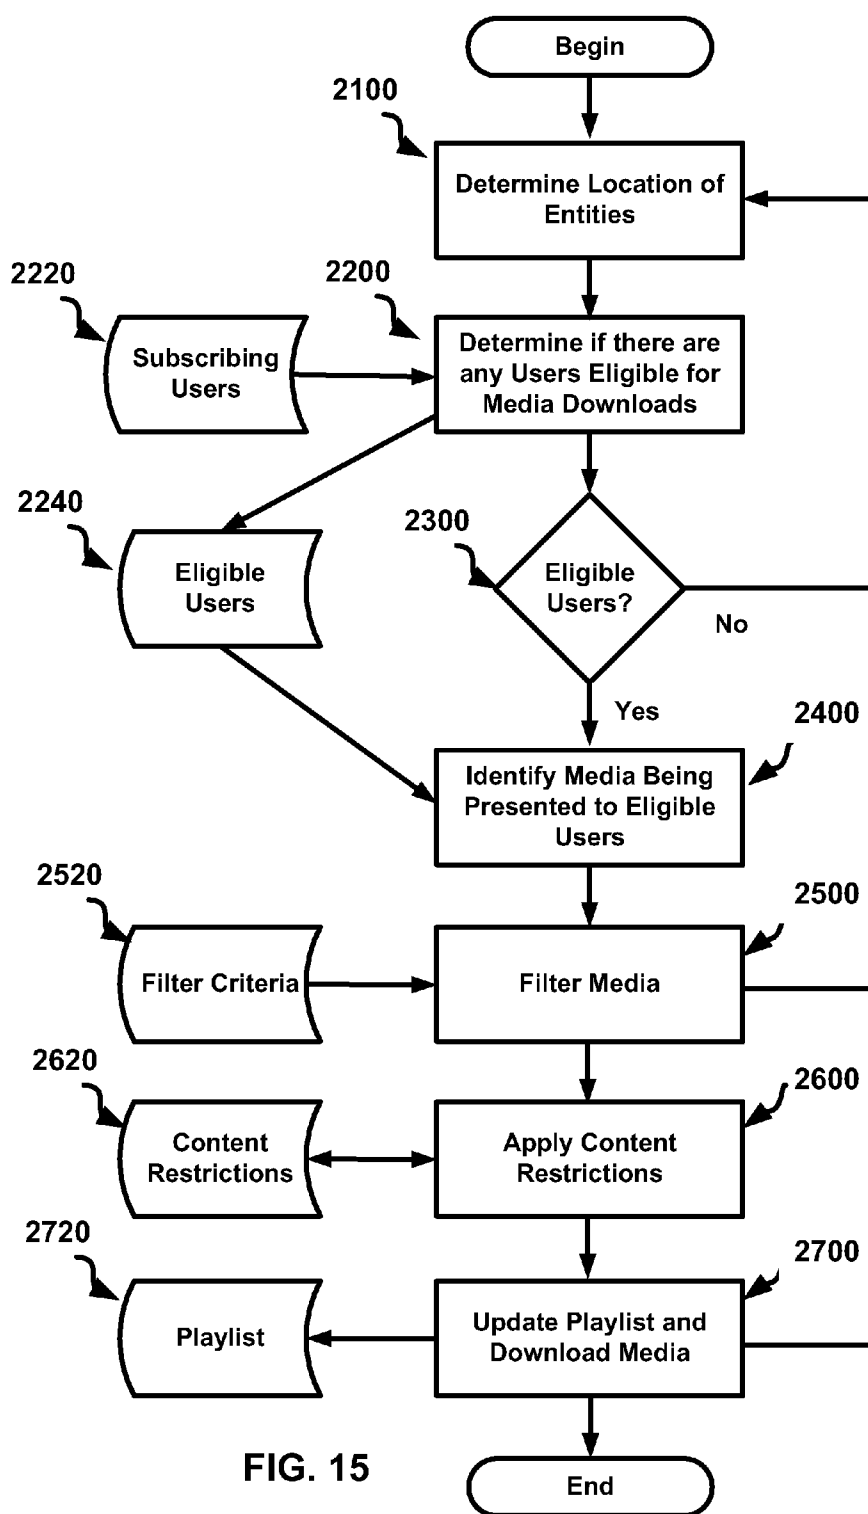 Begin
2100
Determine Location of
Entities
2220
2200
Subscribing
Users
Determine if there are
any Users Eligible for
Media Downloads
2240
2300
Eligible
Users
Eligible
Users?
No
Yes
2400
Identify Media Being
Presented to Eligible
Users
2520
2500
Filter Criteria
Filter Media
2620
2600
Content
Restrictions
Apply Content
Restrictions
2720
2700
Playlist
Update Playlist and
Download Media
FIG. 15
End